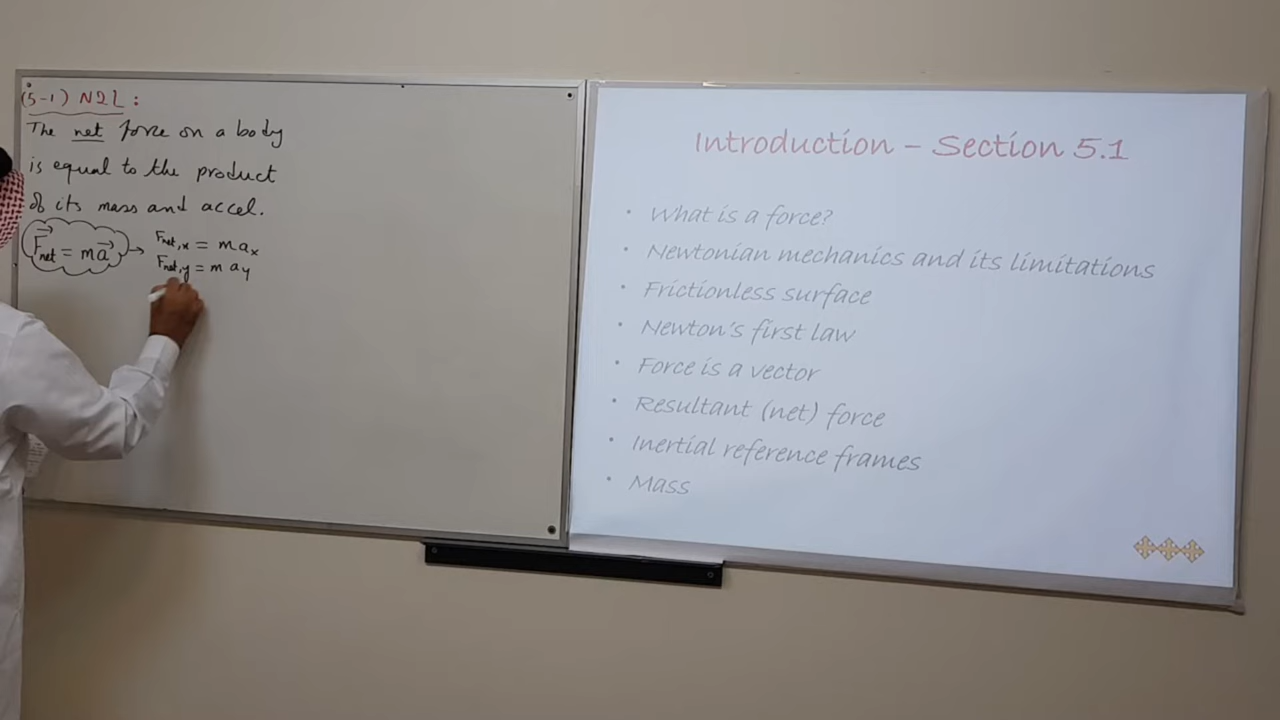 (5-1) N2L :
The net force on a body
is equal to the product
of its mass and accel.
F⃗net = ma⃗ → Fnet,x = m ax
Fnet,y = m ay
Introduction – Section 5.1
• What is a force?
• Newtonian mechanics and its limitations
• Frictionless surface
• Newton's first law
• Force is a vector
• Resultant (net) force
• Inertial reference frames
• Mass